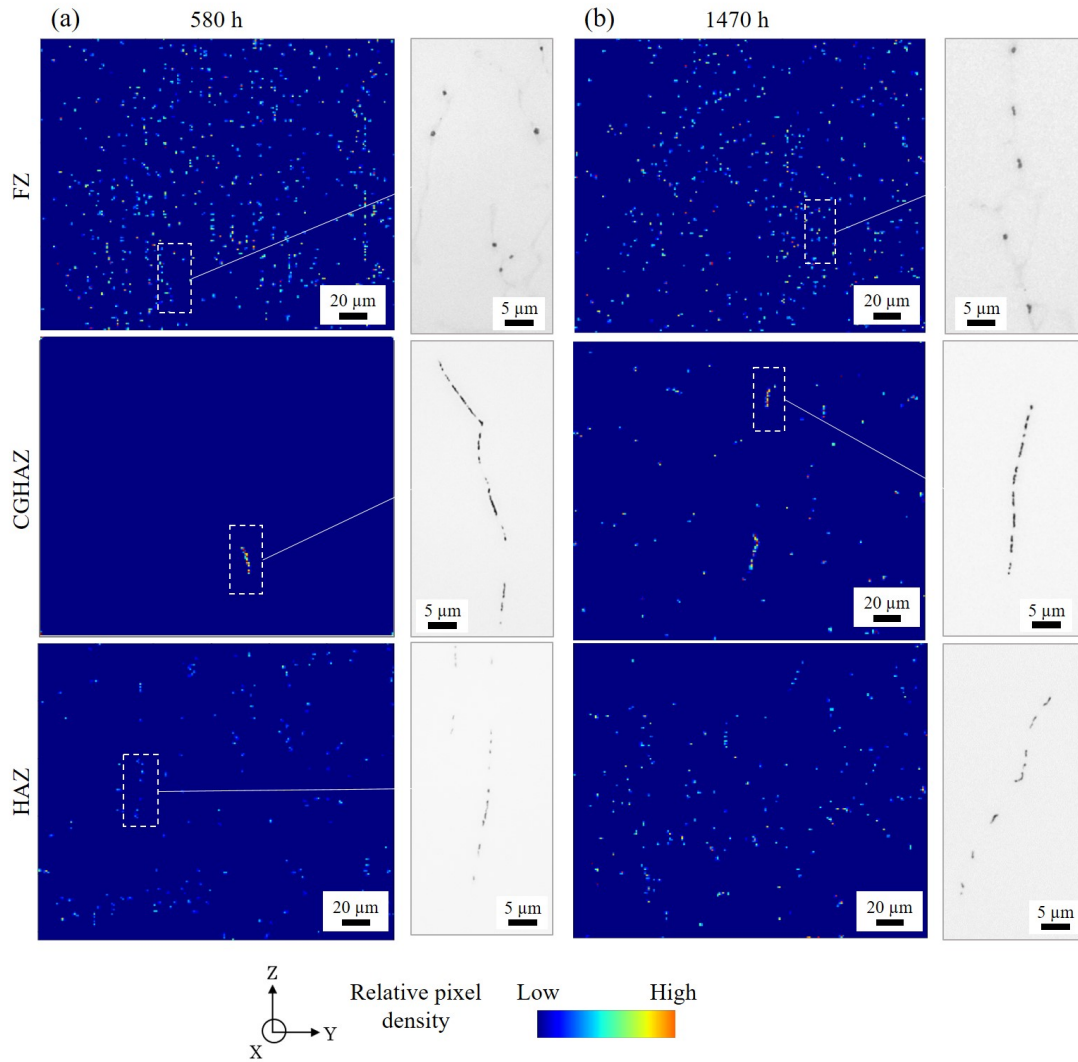 (a) 580 h (b) 1470 h
FZ
20 µm 5 µm 20 µm 5 µm
CGHAZ
5 µm 20 µm 5 µm
HAZ
20 µm 5 µm 20 µm 5 µm
Z
Y
X
Relative pixel
density
Low High